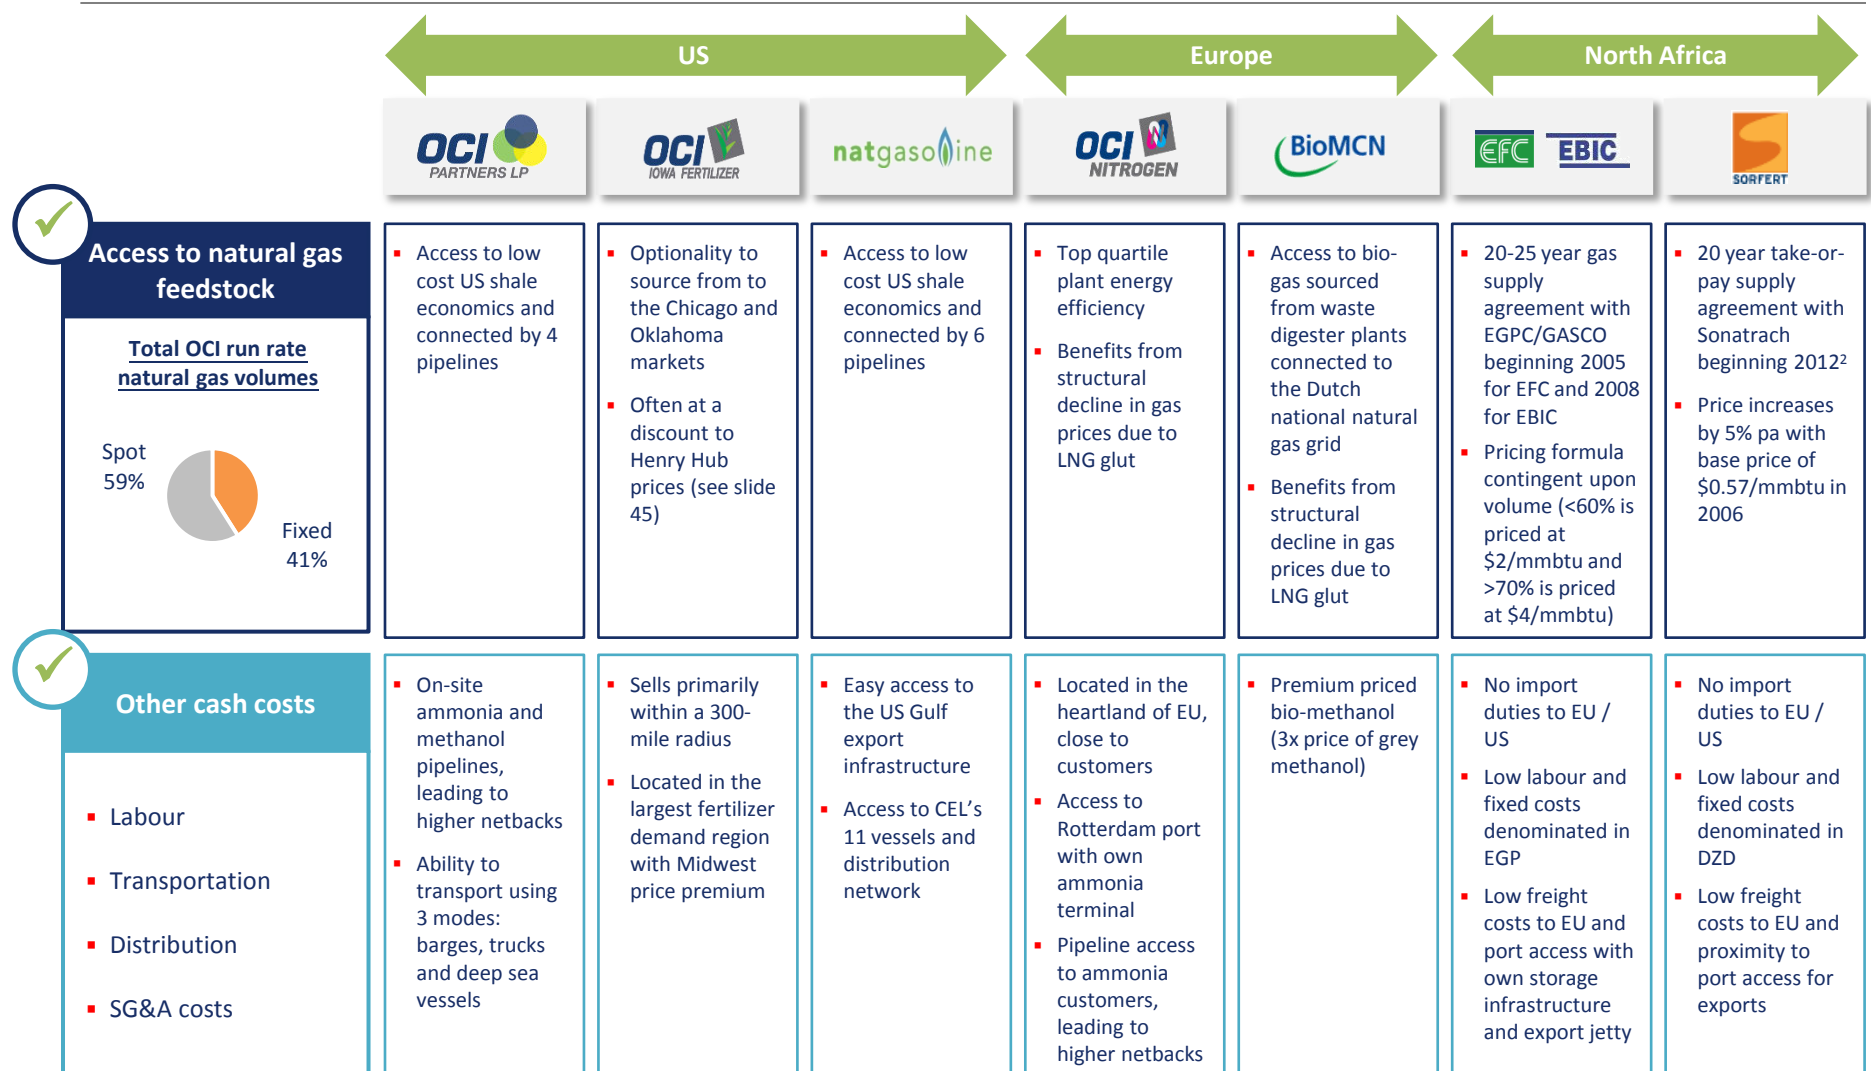 US
Europe
North Africa
OCI
PARTNERS LP
OCI
IOWA FERTILIZER
natgasoline
OCI
NITROGEN
BioMCN
EFC
EBIC
SORFERT
Access to natural gas
feedstock
Total OCI run rate
natural gas volumes
Spot
59%
Fixed
41%
▪ Access to low
cost US shale
economics and
connected by 4
pipelines
▪ Optionality to
source from to
the Chicago and
Oklahoma
markets
▪ Often at a
discount to
Henry Hub
prices (see slide
45)
▪ Access to low
cost US shale
economics and
connected by 6
pipelines
▪ Top quartile
plant energy
efficiency
▪ Benefits from
structural
decline in gas
prices due to
LNG glut
▪ Access to bio-
gas sourced
from waste
digester plants
connected to
the Dutch
national natural
gas grid
▪ Benefits from
structural
decline in gas
prices due to
LNG glut
▪ 20-25 year gas
supply
agreement with
EGPC/GASCO
beginning 2005
for EFC and 2008
for EBIC
▪ Pricing formula
contingent upon
volume (<60% is
priced at
$2/mmbtu and
>70% is priced
at $4/mmbtu)
▪ 20 year take-or-
pay supply
agreement with
Sonatrach
beginning 2012²
▪ Price increases
by 5% pa with
base price of
$0.57/mmbtu in
2006
Other cash costs
▪ Labour
▪ Transportation
▪ Distribution
▪ SG&A costs
▪ On-site
ammonia and
methanol
pipelines,
leading to
higher netbacks
▪ Ability to
transport using
3 modes:
barges, trucks
and deep sea
vessels
▪ Sells primarily
within a 300-
mile radius
▪ Located in the
largest fertilizer
demand region
with Midwest
price premium
▪ Easy access to
the US Gulf
export
infrastructure
▪ Access to CEL’s
11 vessels and
distribution
network
▪ Located in the
heartland of EU,
close to
customers
▪ Access to
Rotterdam port
with own
ammonia
terminal
▪ Pipeline access
to ammonia
customers,
leading to
higher netbacks
▪ Premium priced
bio-methanol
(3x price of grey
methanol)
▪ No import
duties to EU /
US
▪ Low labour and
fixed costs
denominated in
EGP
▪ Low freight
costs to EU and
port access with
own storage
infrastructure
and export jetty
▪ No import
duties to EU /
US
▪ Low labour and
fixed costs
denominated in
DZD
▪ Low freight
costs to EU and
proximity to
port access for
exports